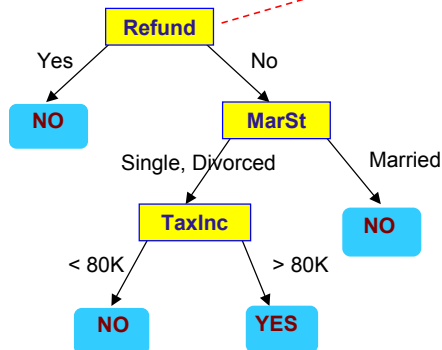 Refund
Yes
No
NO
MarSt
Single, Divorced
Married
TaxInc
NO
< 80K
> 80K
NO
YES